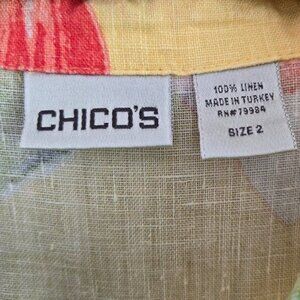 CHICO'S
100% LINEN
MADE IN TURKEY
RN#79984
SIZE 2